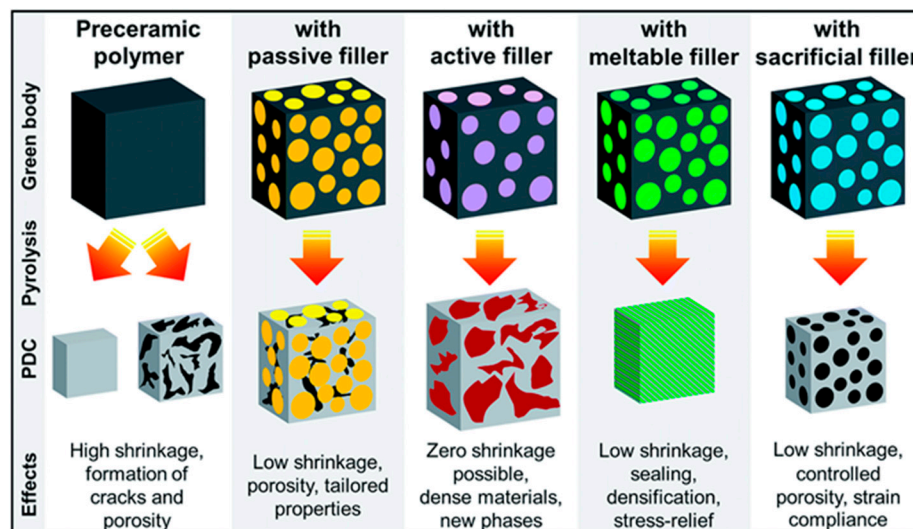 Preceramic
polymer
with
passive filler
with
active filler
with
meltable filler
with
sacrificial filler
Green body
Pyrolysis
PDC
Effects
High shrinkage,
formation of
cracks and
porosity
Low shrinkage,
porosity, tailored
properties
Zero shrinkage
possible,
dense materials,
new phases
Low shrinkage,
sealing,
densification,
stress-relief
Low shrinkage,
controlled
porosity, strain
compliance